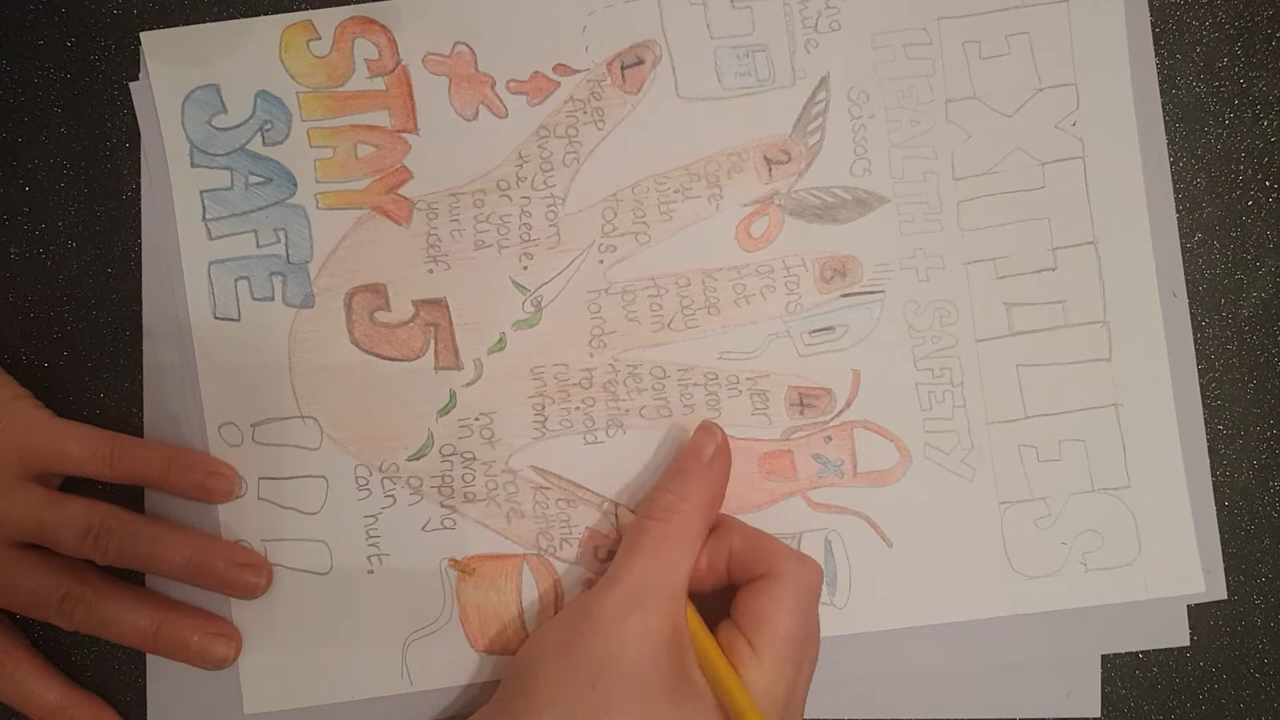 EXTILES
HEALTH + SAFETY
scissors
1
Keep
fingers
away from
the needle.
or you
could
hurt
yourself.
2
Be
care-
ful
with
sharp
tools.
3
Irons
are
hot
keep
away
from
your
hands.
4
Wear
an
apron
when
doing
wet
textiles
to avoid
ruining
uniform
5
Batik
kettles
have
hot wax
in avoid
dripping
on
skin
can hurt.
5
STAY
SAFE
!!!